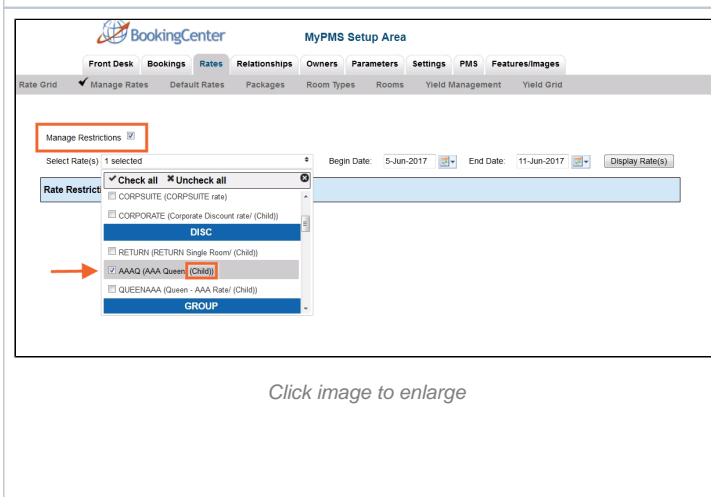 BookingCenter MyPMS Setup Area
Front Desk Bookings Rates Relationships Owners Parameters Settings PMS Features/Images
Rate Grid Manage Rates Default Rates Packages Room Types Rooms Yield Management Yield Grid
Manage Restrictions
Select Rate(s) 1 selected Begin Date: 5-Jun-2017 End Date: 11-Jun-2017 Display Rate(s)
Check all Uncheck all
Rate Restricti
CORPSUITE (CORPSUITE rate)
CORPORATE (Corporate Discount rate/ (Child))
DISC
RETURN (RETURN Single Room/ (Child))
AAAQ (AAA Queen/ (Child))
QUEENAAA (Queen - AAA Rate/ (Child))
GROUP
Click image to enlarge